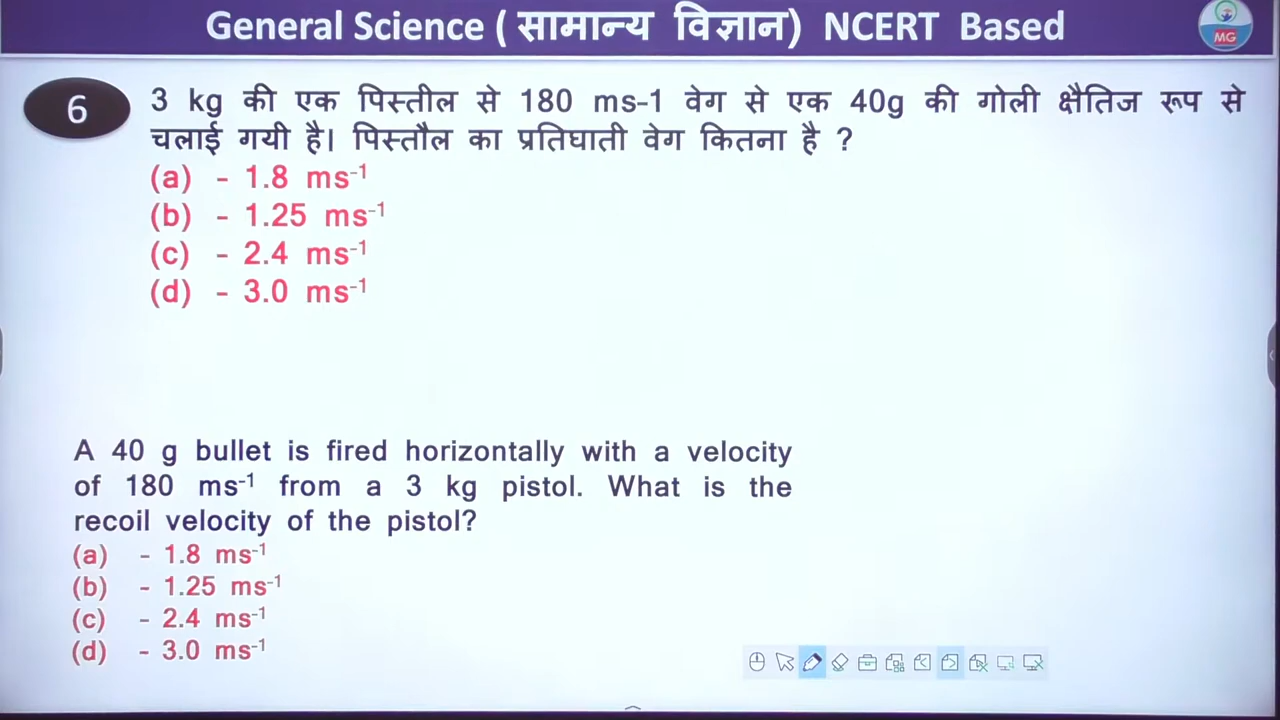 General Science ( सामान्य विज्ञान) NCERT Based
MG
6
3 kg की एक पिस्तौल से 180 ms-1 वेग से एक 40g की गोली क्षैतिज रूप से
चलाई गयी है। पिस्तौल का प्रतिघाती वेग कितना है ?
(a) - 1.8 ms⁻¹
(b) - 1.25 ms⁻¹
(c) - 2.4 ms⁻¹
(d) - 3.0 ms⁻¹
A 40 g bullet is fired horizontally with a velocity
of 180 ms⁻¹ from a 3 kg pistol. What is the
recoil velocity of the pistol?
(a) - 1.8 ms⁻¹
(b) - 1.25 ms⁻¹
(c) - 2.4 ms⁻¹
(d) - 3.0 ms⁻¹